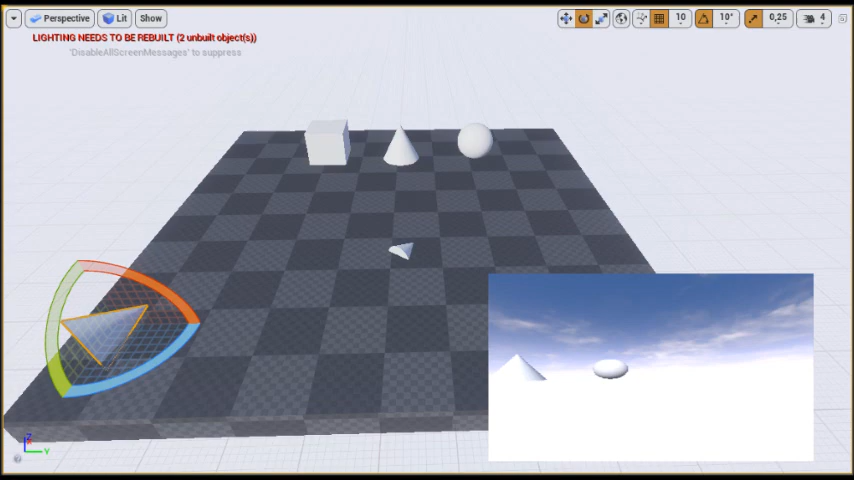 Perspective Lit Show 10 10° 0,25 4
LIGHTING NEEDS TO BE REBUILT (2 unbuilt object(s))
'DisableAllScreenMessages' to suppress
Z
Y